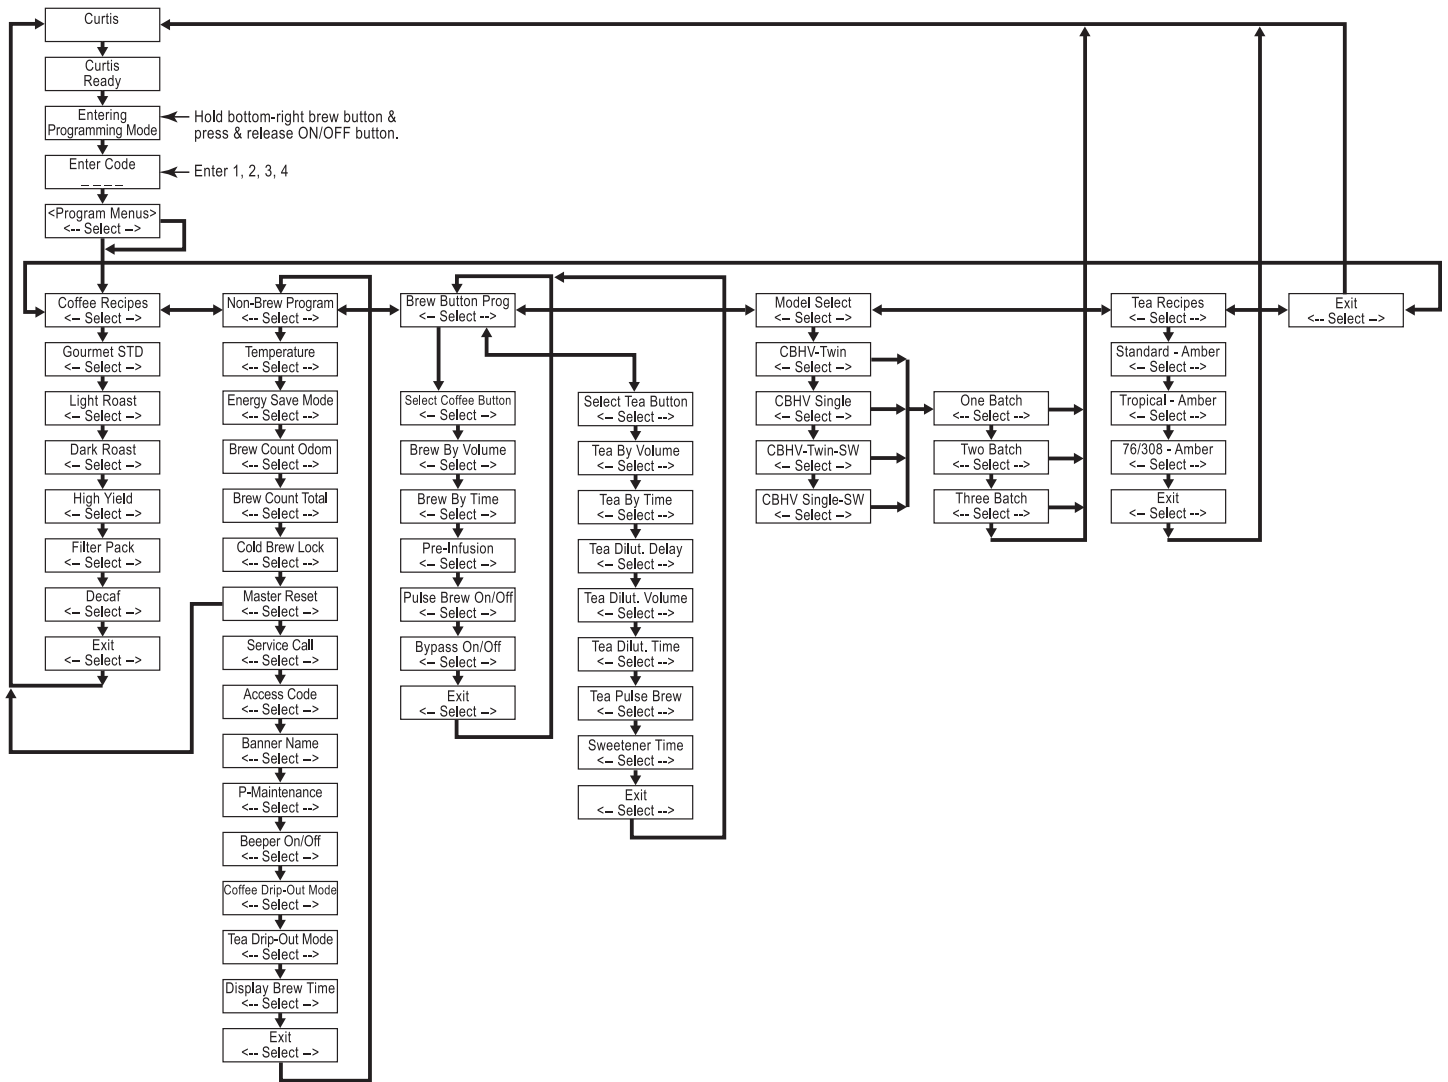 Curtis
Curtis
Ready
Entering
Programming Mode
Hold bottom-right brew button &
press & release ON/OFF button.
Enter Code
_ _ _ _
Enter 1, 2, 3, 4
<Program Menus>
<-- Select –>
Coffee Recipes
<– Select –>
Gourmet STD
<– Select –>
Light Roast
<– Select –>
Dark Roast
<– Select –>
High Yield
<– Select –>
Filter Pack
<– Select –>
Decaf
<– Select –>
Exit
<– Select –>
Non-Brew Program
<-- Select -->
Temperature
<-- Select -->
Energy Save Mode
<-- Select -->
Brew Count Odom
<-- Select -->
Brew Count Total
<-- Select -->
Cold Brew Lock
<-- Select -->
Master Reset
<-- Select –>
Service Call
<-- Select –>
Access Code
<-- Select –>
Banner Name
<-- Select –>
P-Maintenance
<-- Select –>
Beeper On/Off
<-- Select –>
Coffee Drip-Out Mode
<-- Select –>
Tea Drip-Out Mode
<-- Select –>
Display Brew Time
<-- Select –>
Exit
<-- Select –>
Brew Button Prog
<– Select -->
Select Coffee Button
<– Select –>
Brew By Volume
<– Select –>
Brew By Time
<– Select –>
Pre-Infusion
<– Select –>
Pulse Brew On/Off
<– Select –>
Bypass On/Off
<– Select –>
Exit
<– Select –>
Select Tea Button
<– Select -->
Tea By Volume
<– Select -->
Tea By Time
<– Select -->
Tea Dilut. Delay
<– Select -->
Tea Dilut. Volume
<– Select -->
Tea Dilut. Time
<– Select -->
Tea Pulse Brew
<– Select -->
Sweetener Time
<– Select -->
Exit
<– Select -->
Model Select
<– Select –>
CBHV-Twin
<– Select –>
CBHV Single
<– Select –>
CBHV-Twin-SW
<– Select –>
CBHV Single-SW
<– Select –>
One Batch
<-- Select –>
Two Batch
<-- Select –>
Three Batch
<-- Select –>
Tea Recipes
<– Select –>
Standard - Amber
<– Select –>
Tropical - Amber
<– Select –>
76/308 - Amber
<– Select –>
Exit
<– Select –>
Exit
<-- Select –>